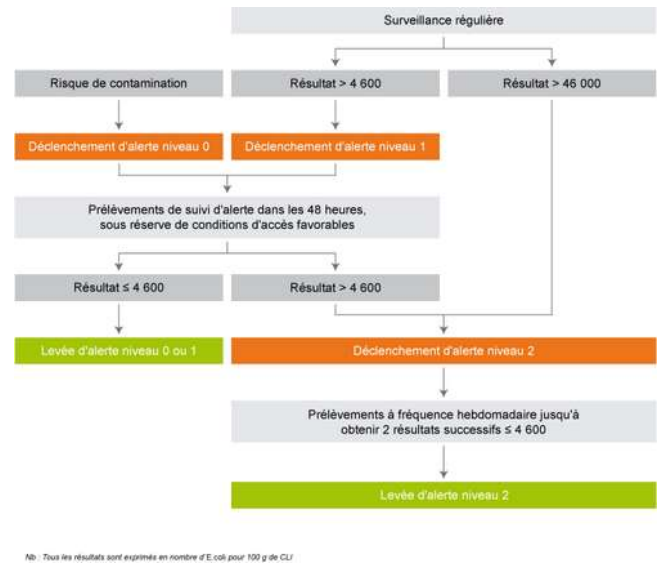 Surveillance régulière
Risque de contamination
Résultat > 4 600
Résultat > 46 000
Déclenchement d'alerte niveau 0
Déclenchement d'alerte niveau 1
Prélèvements de suivi d'alerte dans les 48 heures,
sous réserve de conditions d'accès favorables
Résultat ≤ 4 600
Résultat > 4 600
Levée d'alerte niveau 0 ou 1
Déclenchement d'alerte niveau 2
Prélèvements à fréquence hebdomadaire jusqu'à
obtenir 2 résultats successifs ≤ 4 600
Levée d'alerte niveau 2
Nb : Tous les résultats sont exprimés en nombre d'E.coli pour 100 g de CLI